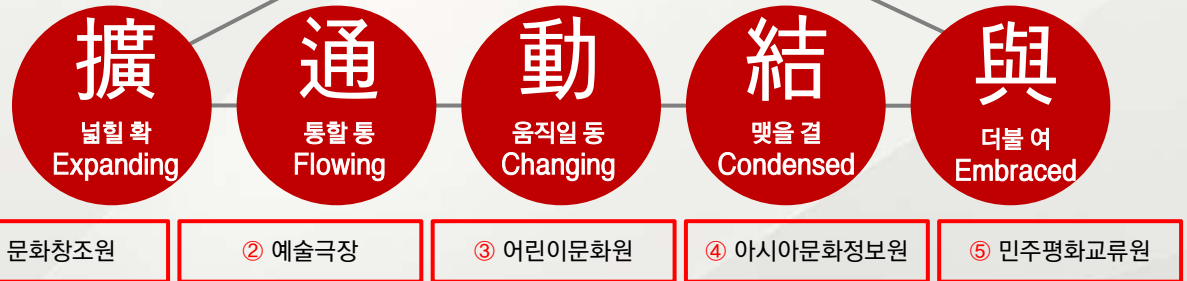 擴
넓힐 확
Expanding
通
통할 통
Flowing
動
움직일 동
Changing
結
맺을 결
Condensed
與
더불 여
Embraced
문화창조원
② 예술극장
③ 어린이문화원
④ 아시아문화정보원
⑤ 민주평화교류원